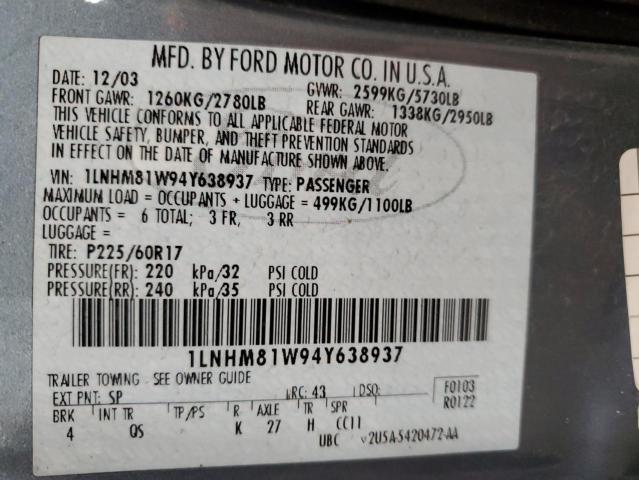 MFD. BY FORD MOTOR CO. IN U.S.A.
DATE: 12/03 GVWR: 2599KG/5730LB
FRONT GAWR: 1260KG/2780LB REAR GAWR: 1338KG/2950LB
THIS VEHICLE CONFORMS TO ALL APPLICABLE FEDERAL MOTOR
VEHICLE SAFETY, BUMPER, AND THEFT PREVENTION STANDARDS
IN EFFECT ON THE DATE OF MANUFACTURE SHOWN ABOVE.
VIN: 1LNHM81W94Y638937 TYPE: PASSENGER
MAXIMUM LOAD = OCCUPANTS + LUGGAGE = 499KG/1100LB
OCCUPANTS = 6 TOTAL; 3 FR, 3 RR
LUGGAGE =
TIRE: P225/60R17
PRESSURE(FR): 220 kPa/32 PSI COLD
PRESSURE(RR): 240 kPa/35 PSI COLD
1LNHM81W94Y638937
TRAILER TOWING - SEE OWNER GUIDE
EXT PNT: SP RC: 43 DSO: F0103
R0122
BRK INT TR TP/PS R AXLE TR SPR
4 QS K 27 H CC11
UBC v2U5A-5420472-AA